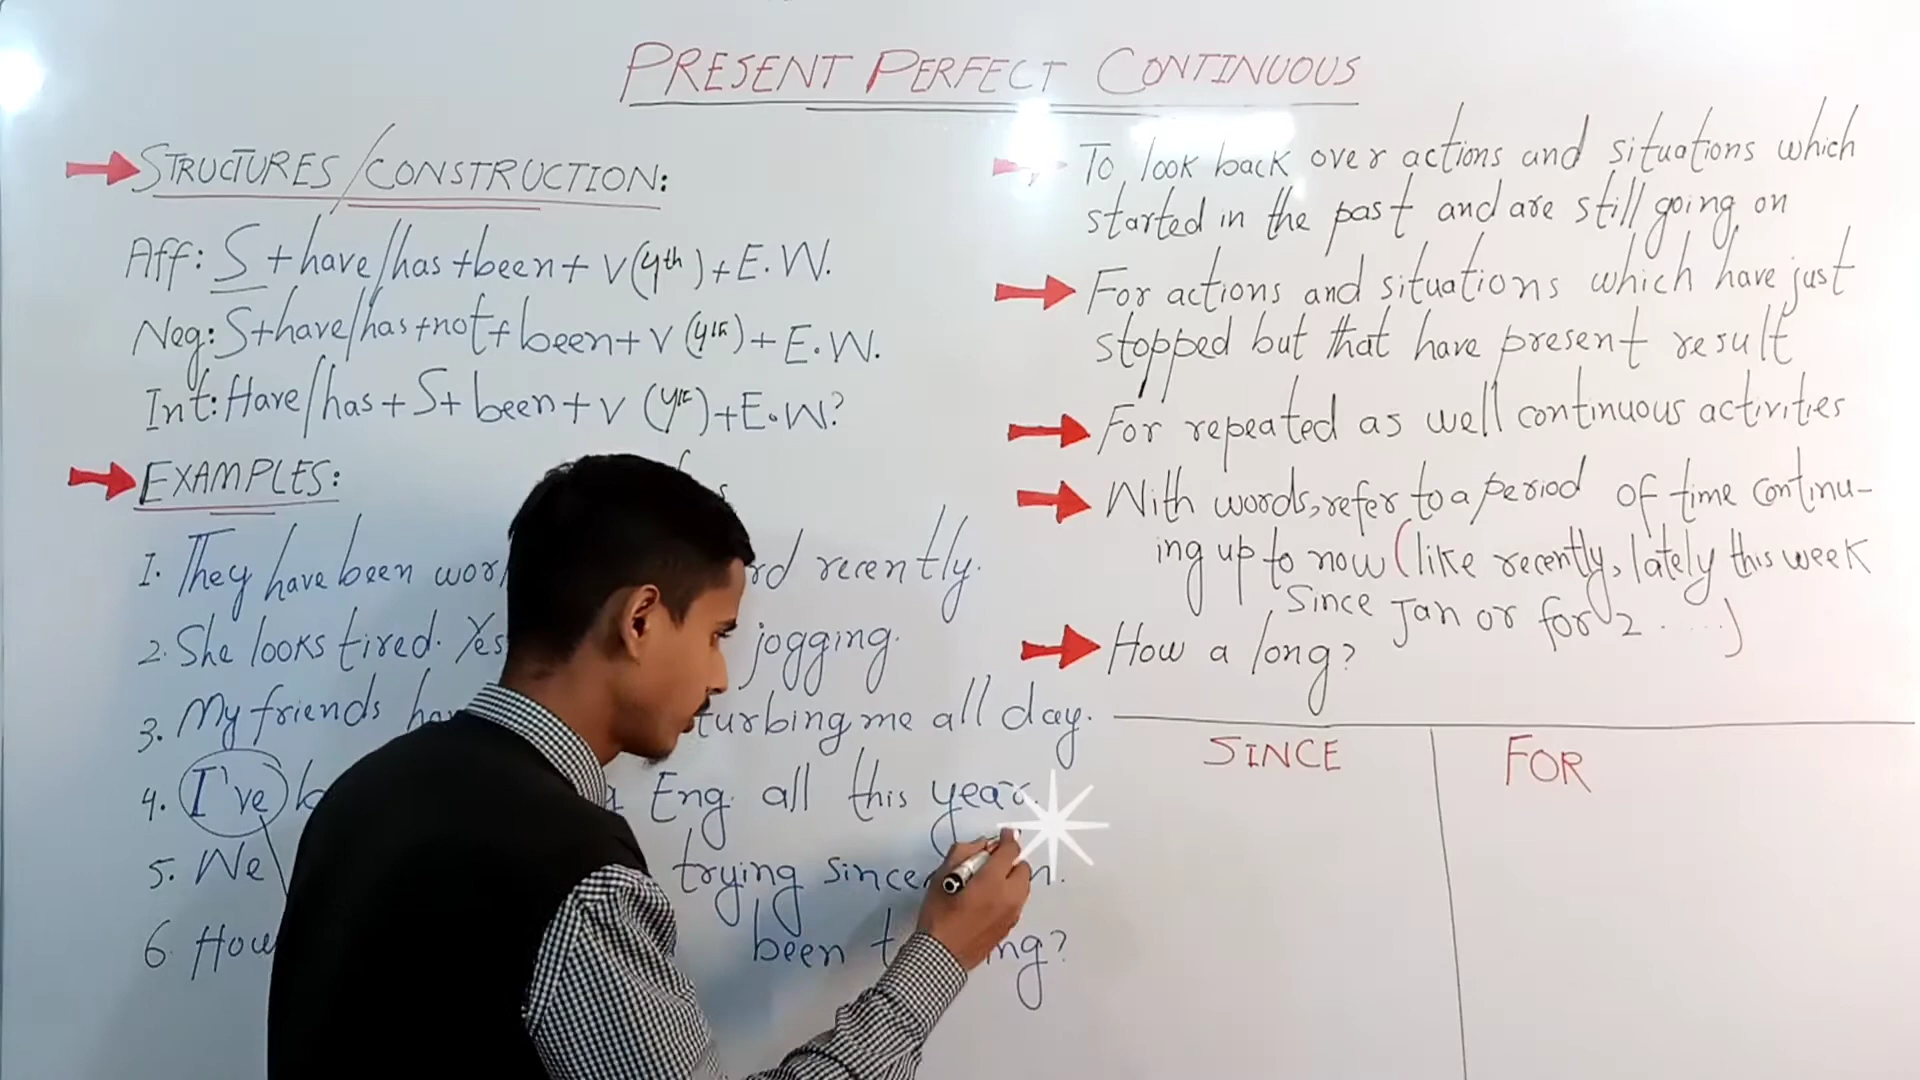 PRESENT PERFECT CONTINUOUS
STRUCTURES/CONSTRUCTION:
Aff: S+have/has+been+V(4th)+E.W.
Neg: S+have/has+not+been+V(4th)+E.W.
Int: Have/has+S+been+V()+E.W?
EXAMPLES:
1. They have been recently.
2. She looks tired. Yes jogging.
3. My friends me all day.
4. I've Eng. all this year.
5. We trying since
6. How been
To look back over actions and situations which
started in the past and are still going on
For actions and situations which have just
stopped but that have present result
For repeated as well continuous activities
With words, refer to a period of time continu-
ing up to now (like recently, lately this week
Since Jan or for 2 .....)
How a long?
SINCE
FOR